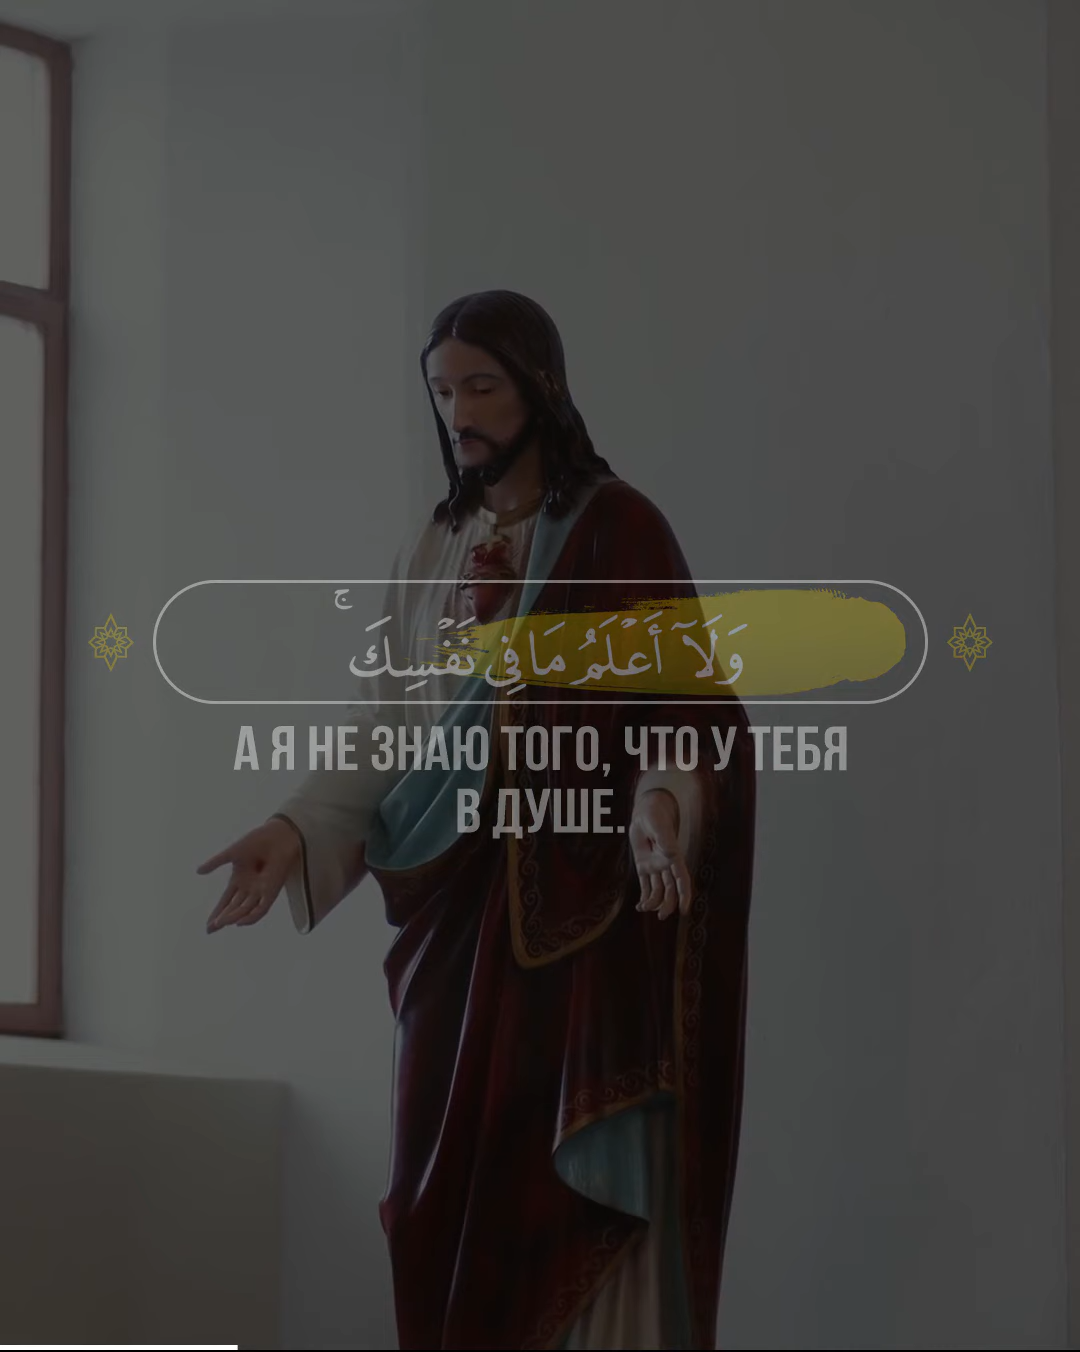 وَلَآ أَعْلَمُ مَا فِى نَفْسِكَ ۚ
А Я НЕ ЗНАЮ ТОГО, ЧТО У ТЕБЯ
В ДУШЕ.